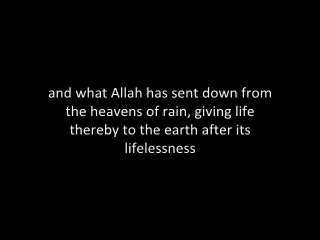 and what Allah has sent down from
the heavens of rain, giving life
thereby to the earth after its
lifelessness